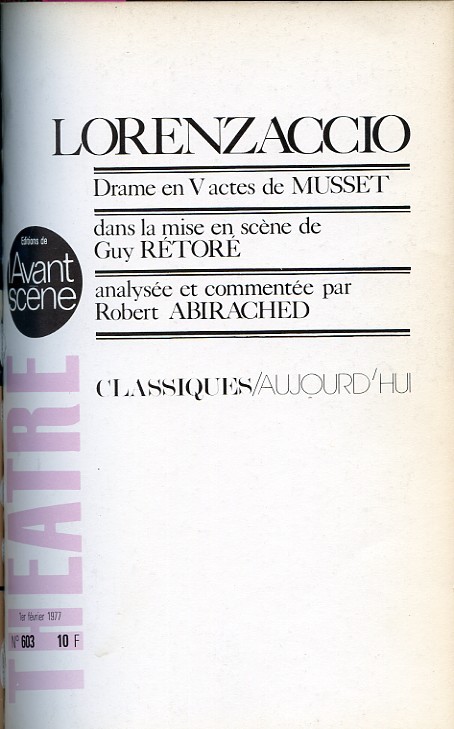 LORENZACCIO
Drame en V actes de MUSSET
dans la mise en scène de
Guy RÉTORÉ
analysée et commentée par
Robert ABIRACHED
CLASSIQUES/AUJOURD'HUI
Editions de
l'Avant
scène
THEATRE
1er février 1977
N° 603 10 F